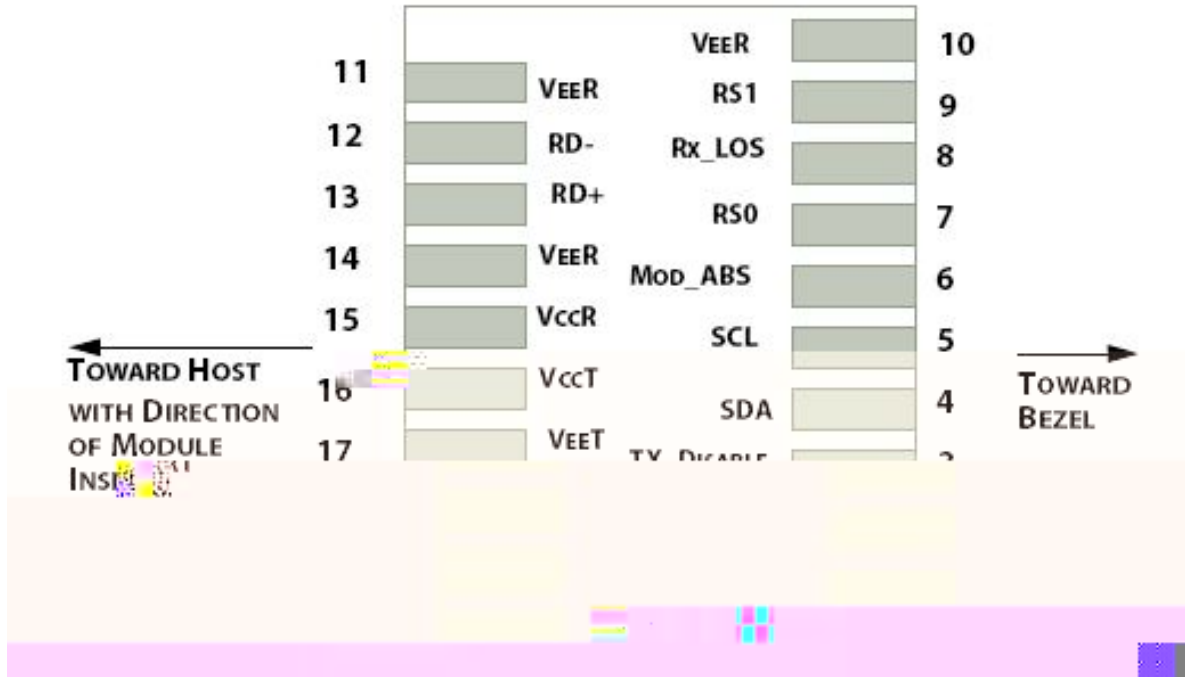 VEER 10
11 VEER
RS1 9
12 RD-
Rx_LOS 8
13 RD+
RS0 7
14 VEER
MOD_ABS 6
15 VccR
SCL 5
TOWARD HOST
WITH DIRECTION
OF MODULE
16 VccT
SDA 4
TOWARD
BEZEL
17 VEET
TX_DISABLE